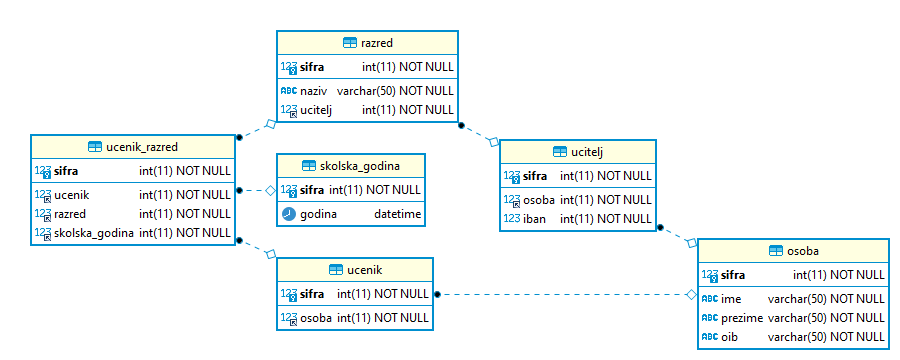 razred
123 sifra int(11) NOT NULL
ABC naziv varchar(50) NOT NULL
123 ucitelj int(11) NOT NULL
ucenik_razred
123 sifra int(11) NOT NULL
123 ucenik int(11) NOT NULL
123 razred int(11) NOT NULL
123 skolska_godina int(11) NOT NULL
skolska_godina
123 sifra int(11) NOT NULL
godina datetime
ucitelj
123 sifra int(11) NOT NULL
123 osoba int(11) NOT NULL
123 iban int(11) NOT NULL
ucenik
123 sifra int(11) NOT NULL
123 osoba int(11) NOT NULL
osoba
123 sifra int(11) NOT NULL
ABC ime varchar(50) NOT NULL
ABC prezime varchar(50) NOT NULL
ABC oib varchar(50) NOT NULL